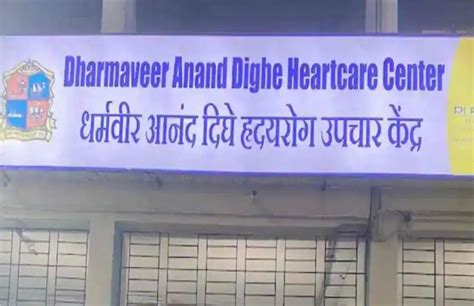 Dharmaveer Anand Dighe Heartcare Center
धर्मवीर आनंद दिघे हृदयरोग उपचार केंद्र